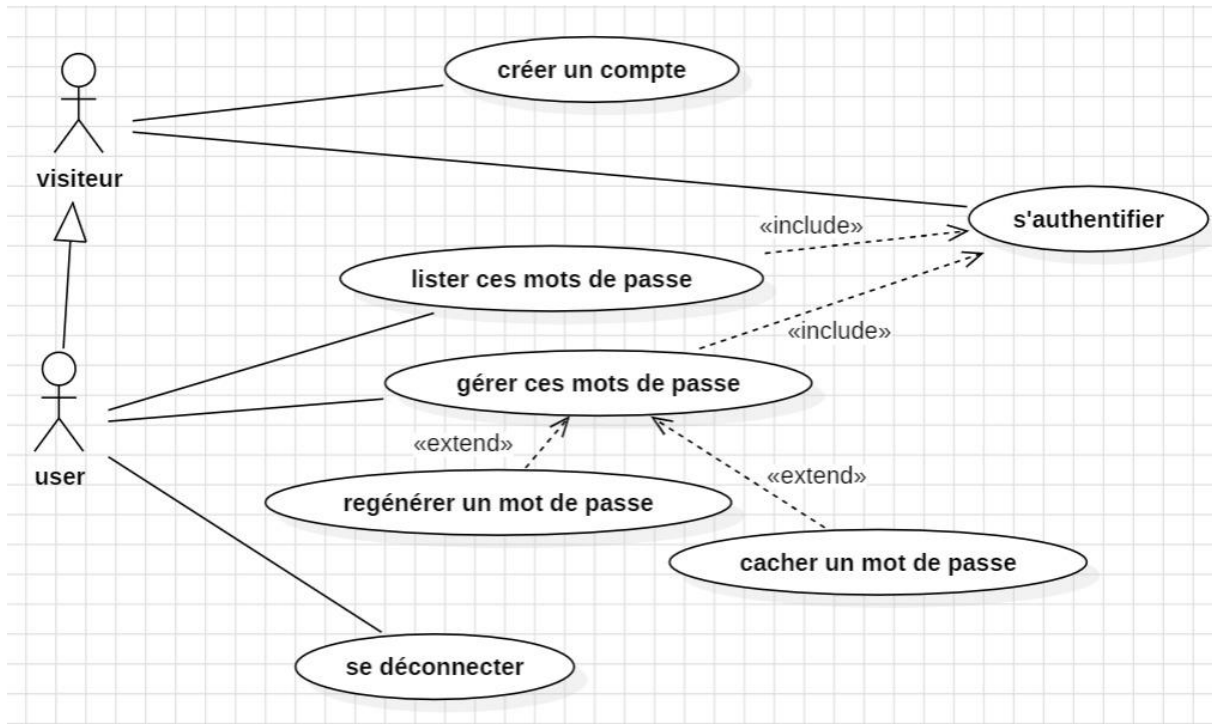 créer un compte
visiteur
s'authentifier
«include»
lister ces mots de passe
«include»
gérer ces mots de passe
«extend»
user
«extend»
regénérer un mot de passe
cacher un mot de passe
se déconnecter